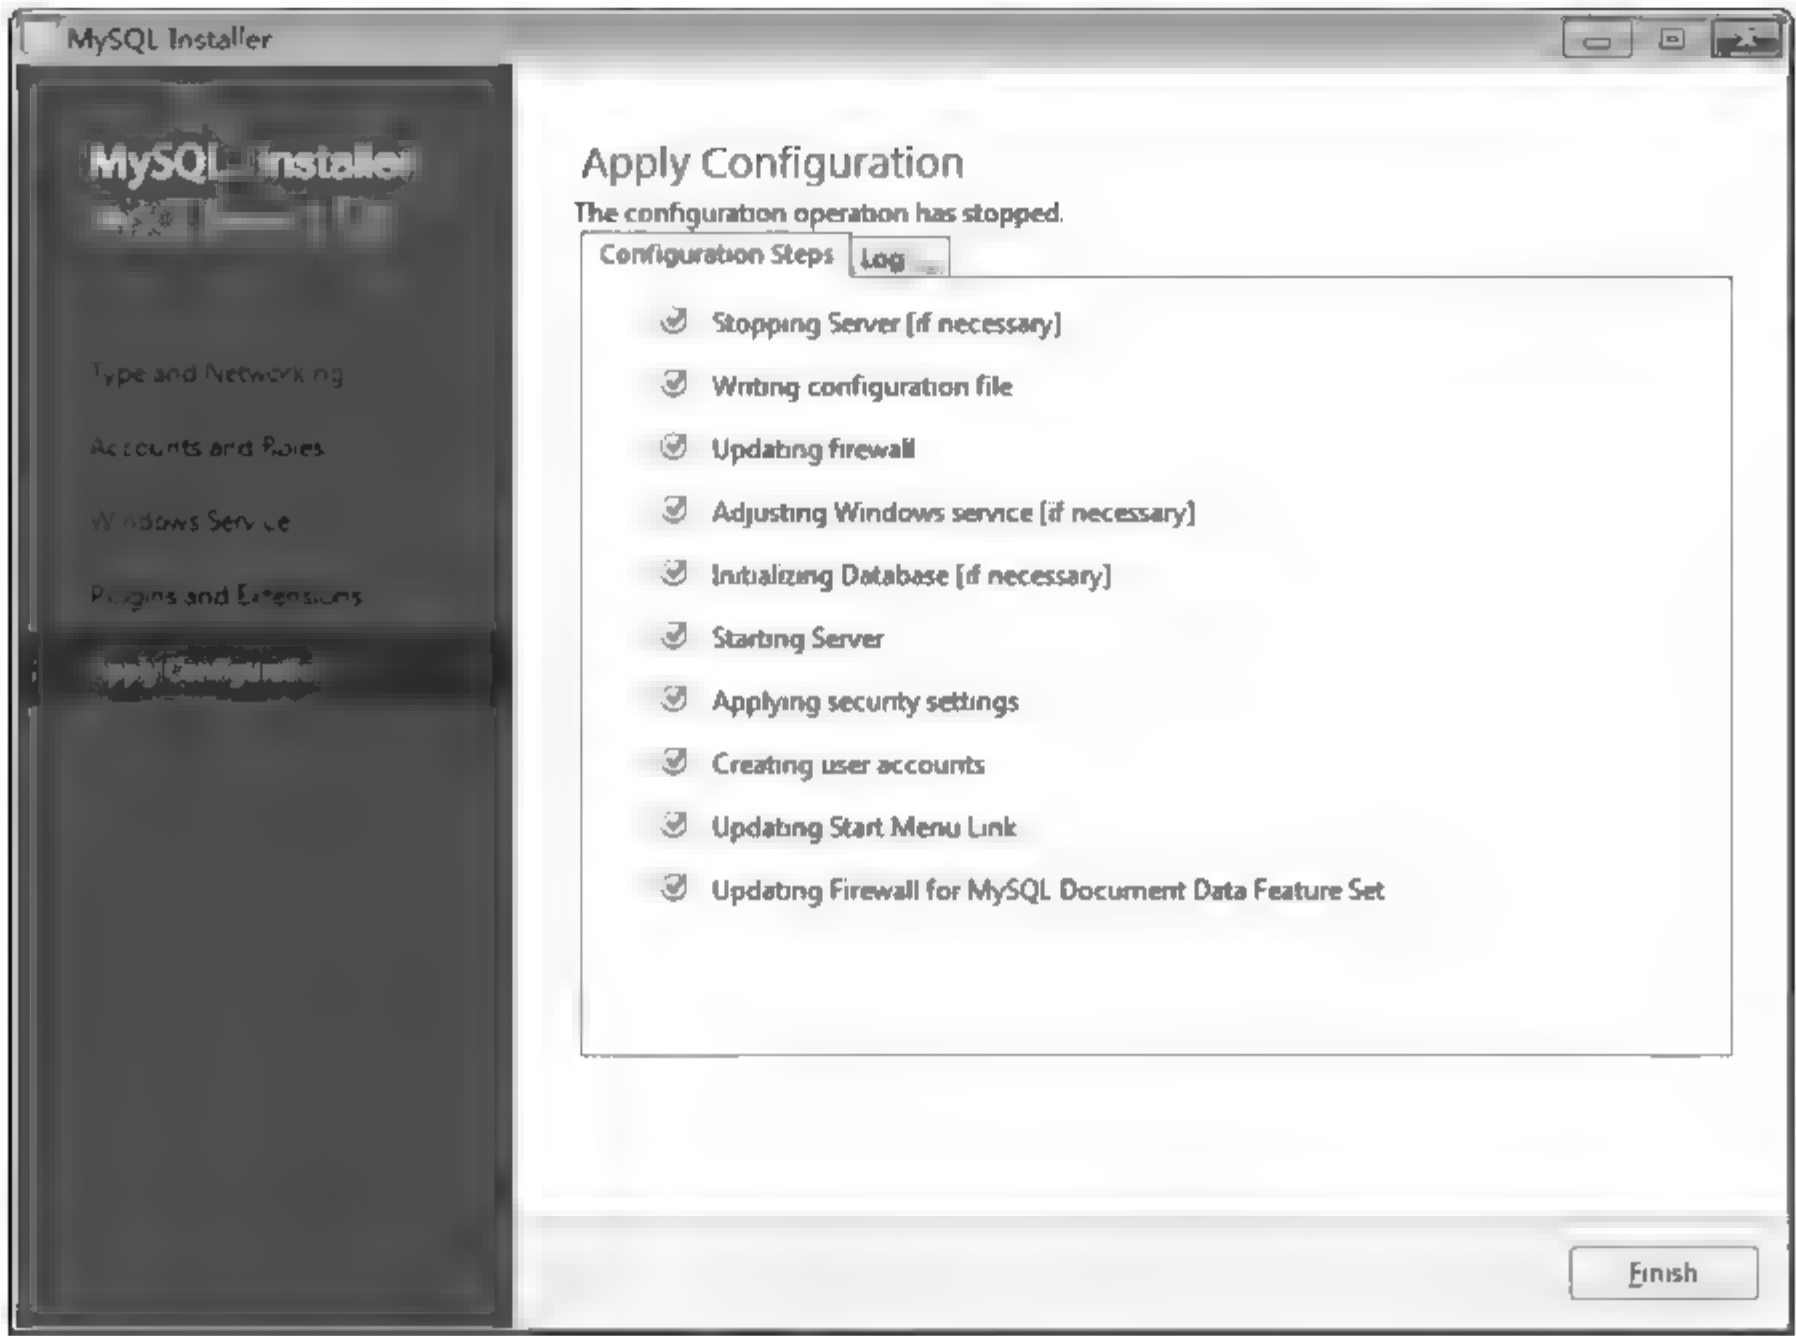 MySQL Installer
MySQL Installer
Type and Networking
Accounts and Roles
Windows Service
Plugins and Extensions
Apply Configuration
The configuration operation has stopped.
Configuration Steps
Log
Stopping Server [if necessary]
Writing configuration file
Updating firewall
Adjusting Windows service [if necessary]
Initializing Database [if necessary]
Starting Server
Applying security settings
Creating user accounts
Updating Start Menu Link
Updating Firewall for MySQL Document Data Feature Set
Finish